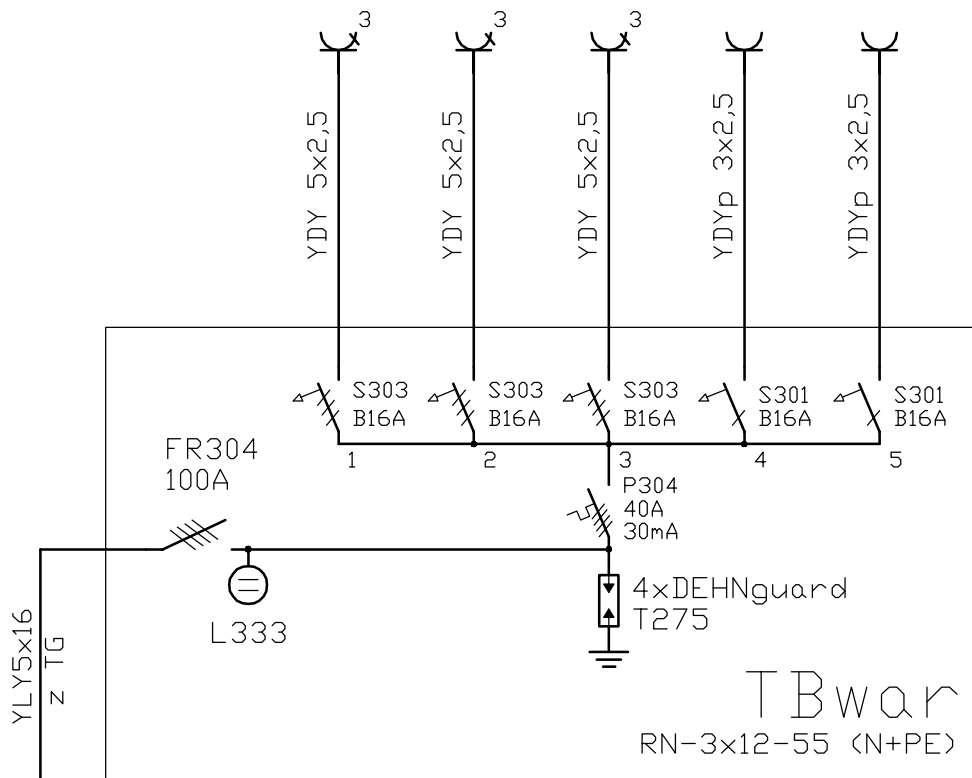 3
3
3
YDY 5x2,5
YDY 5x2,5
YDY 5x2,5
YDYp 3x2,5
YDYp 3x2,5
S303
B16A
S303
B16A
S303
B16A
S301
B16A
S301
B16A
1
2
3
4
5
FR304
100A
P304
40A
30mA
L333
4xDEHNguard
T275
YLY5x16
z TG
TBwar
RN-3x12-55 (N+PE)